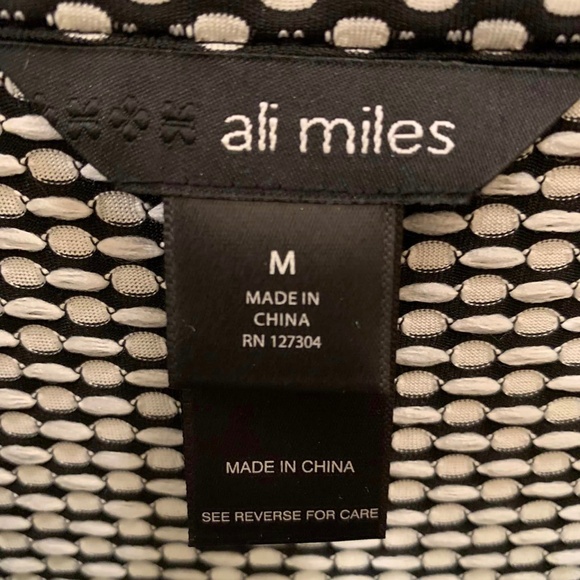 ali miles
M
MADE IN
CHINA
RN 127304
MADE IN CHINA
SEE REVERSE FOR CARE